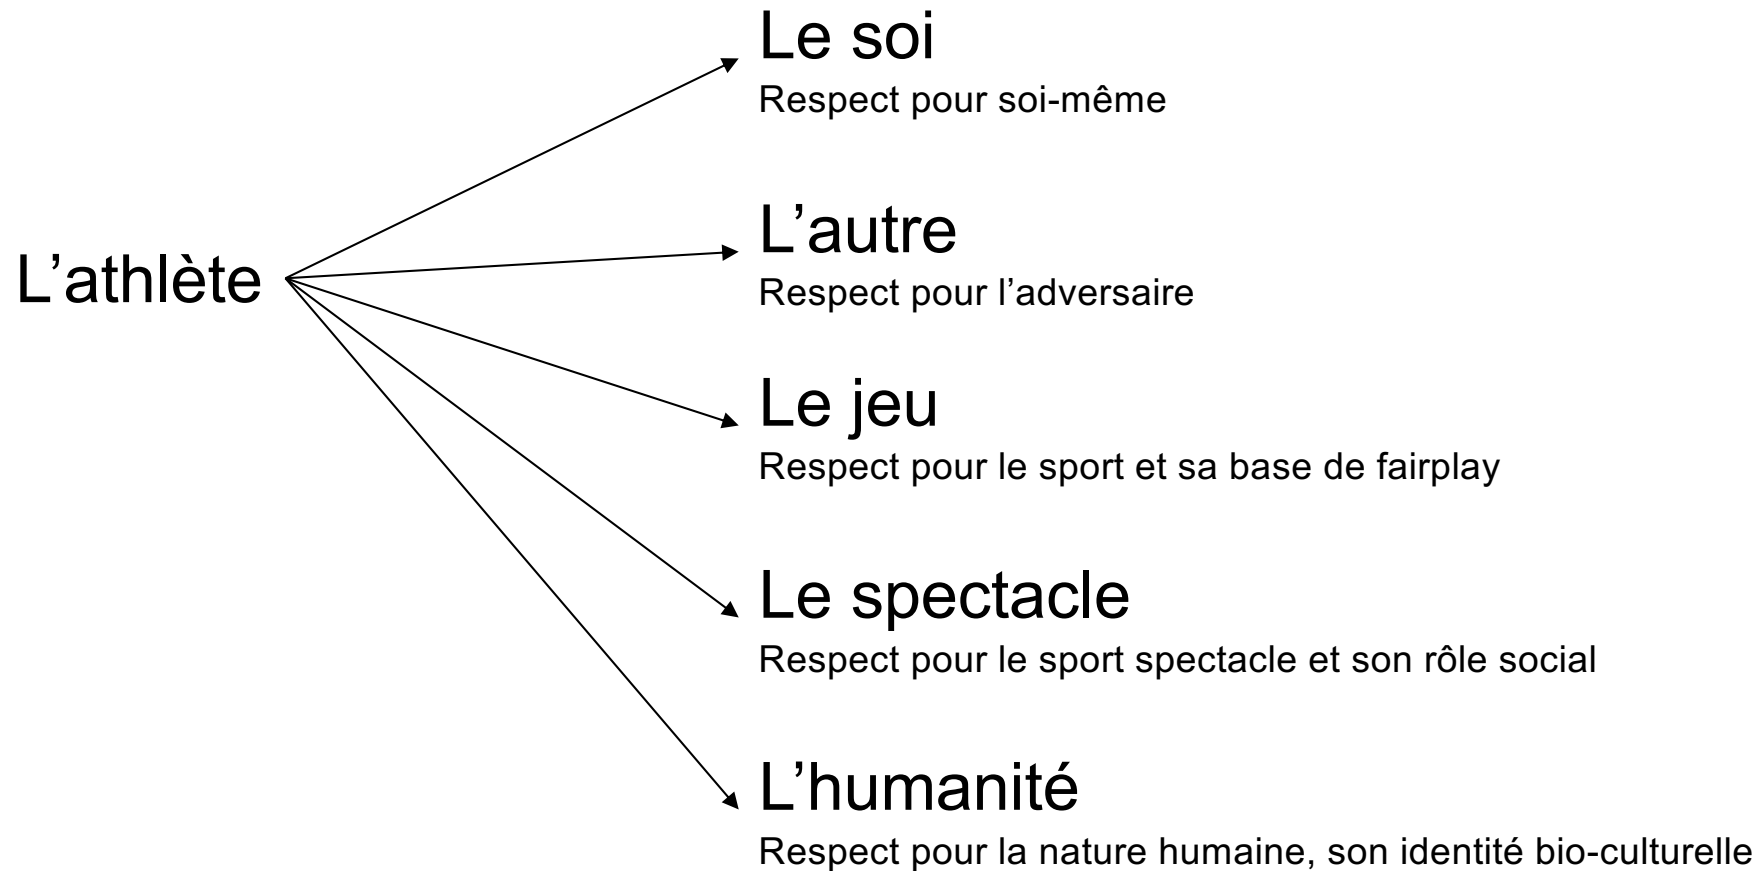 Le soi
Respect pour soi-même
L’autre
L’athlète
Respect pour l’adversaire
Le jeu
Respect pour le sport et sa base de fairplay
Le spectacle
Respect pour le sport spectacle et son rôle social
L’humanité
Respect pour la nature humaine, son identité bio-culturelle